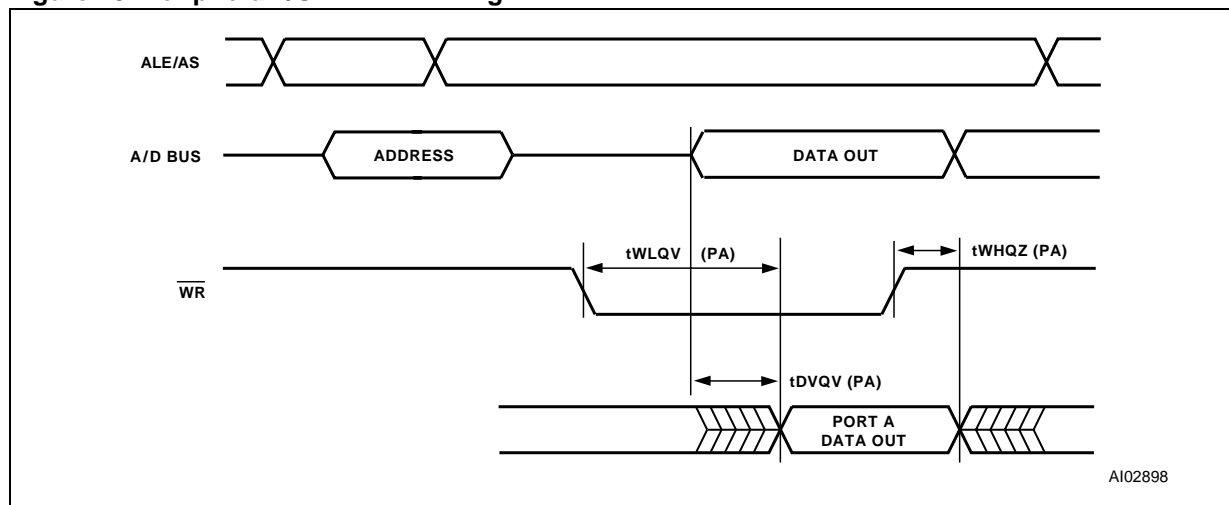 ALE/AS
A/D BUS
ADDRESS
DATA OUT
tWLQV (PA)
tWHQZ (PA)
WR
tDVQV (PA)
PORT A
DATA OUT
AI02898